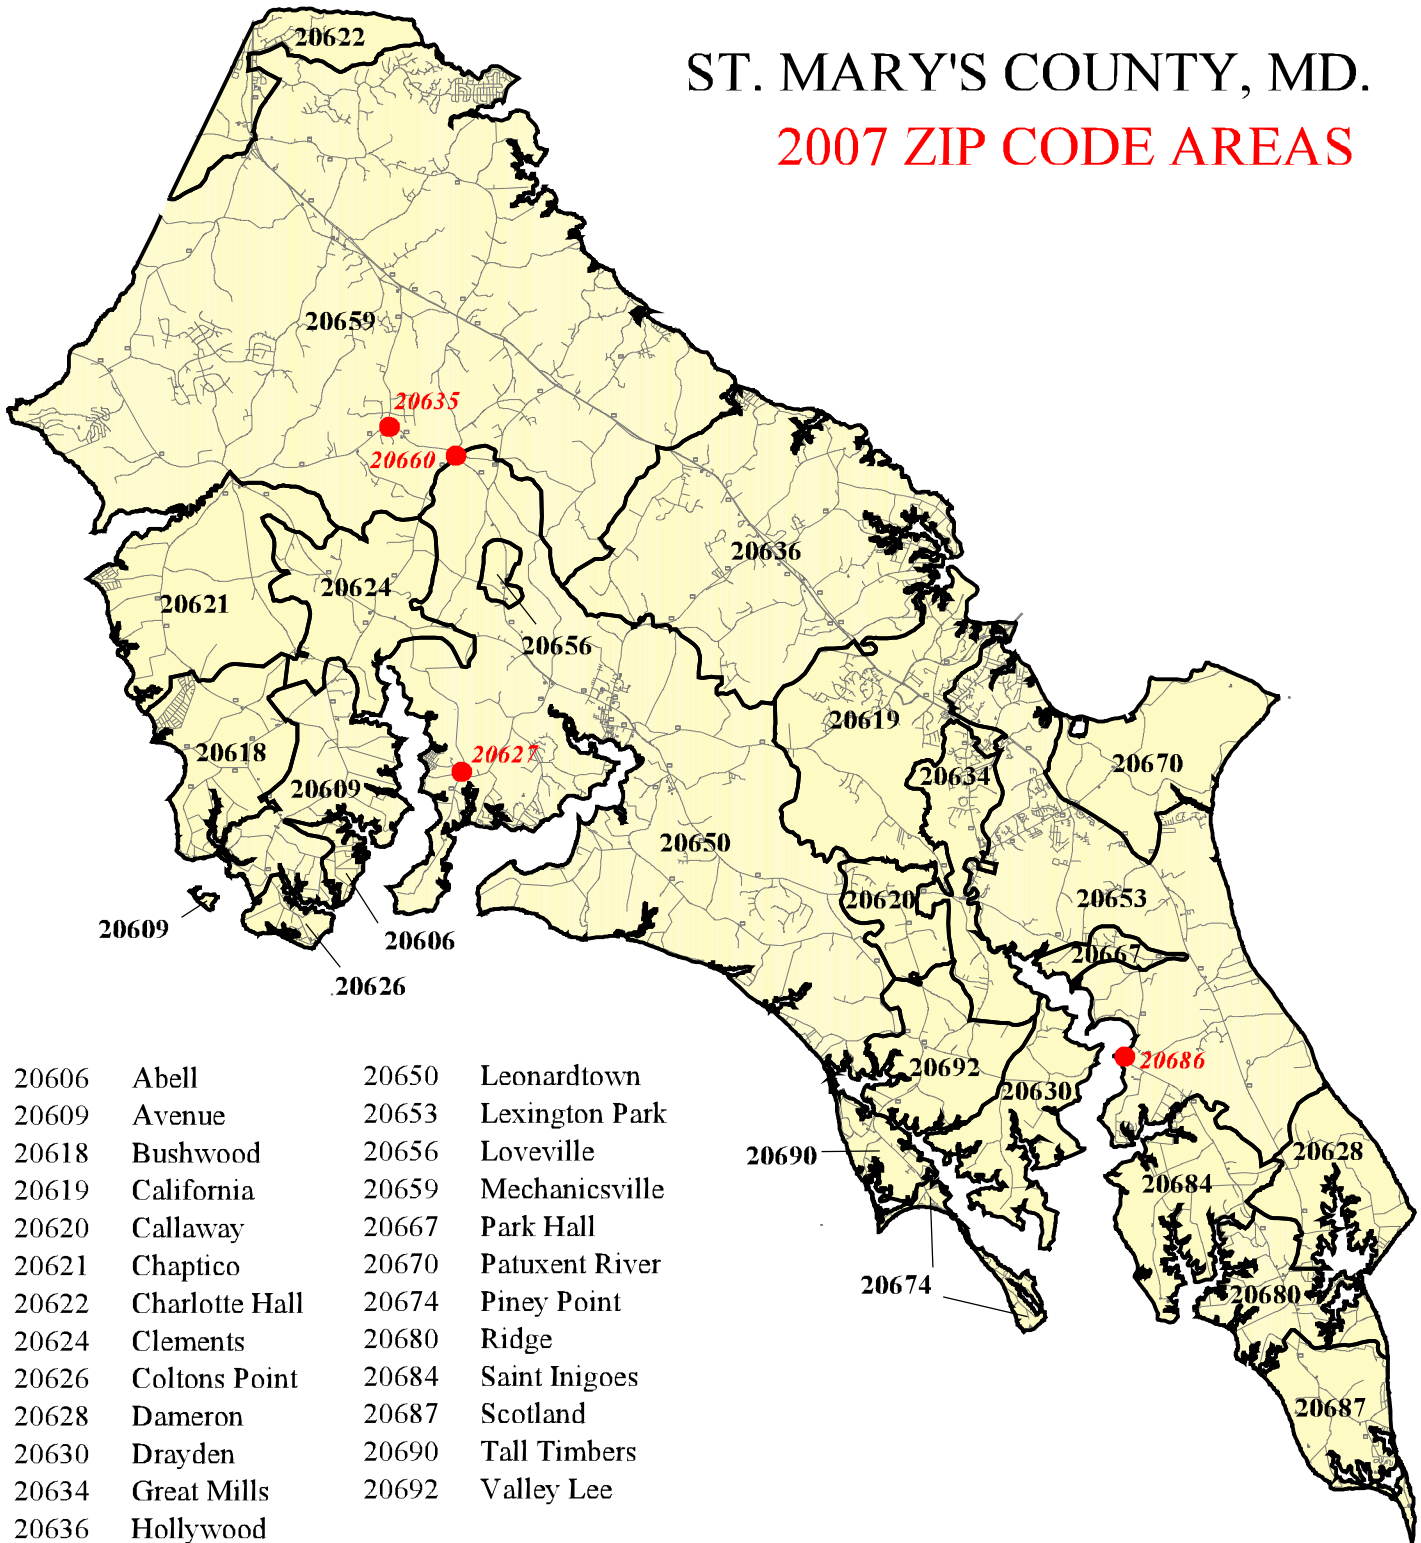 ST. MARY'S COUNTY, MD.
2007 ZIP CODE AREAS
20622
20659
20635
20660
20636
20624
20621
20656
20619
20618
20627
20670
20634
20609
20650
20653
20620
20609
20606
20667
20626
20686
20692
20630
20690
20628
20684
20674
20680
20687
20606 Abell
20609 Avenue
20618 Bushwood
20619 California
20620 Callaway
20621 Chaptico
20622 Charlotte Hall
20624 Clements
20626 Coltons Point
20628 Dameron
20630 Drayden
20634 Great Mills
20636 Hollywood
20650 Leonardtown
20653 Lexington Park
20656 Loveville
20659 Mechanicsville
20667 Park Hall
20670 Patuxent River
20674 Piney Point
20680 Ridge
20684 Saint Inigoes
20687 Scotland
20690 Tall Timbers
20692 Valley Lee